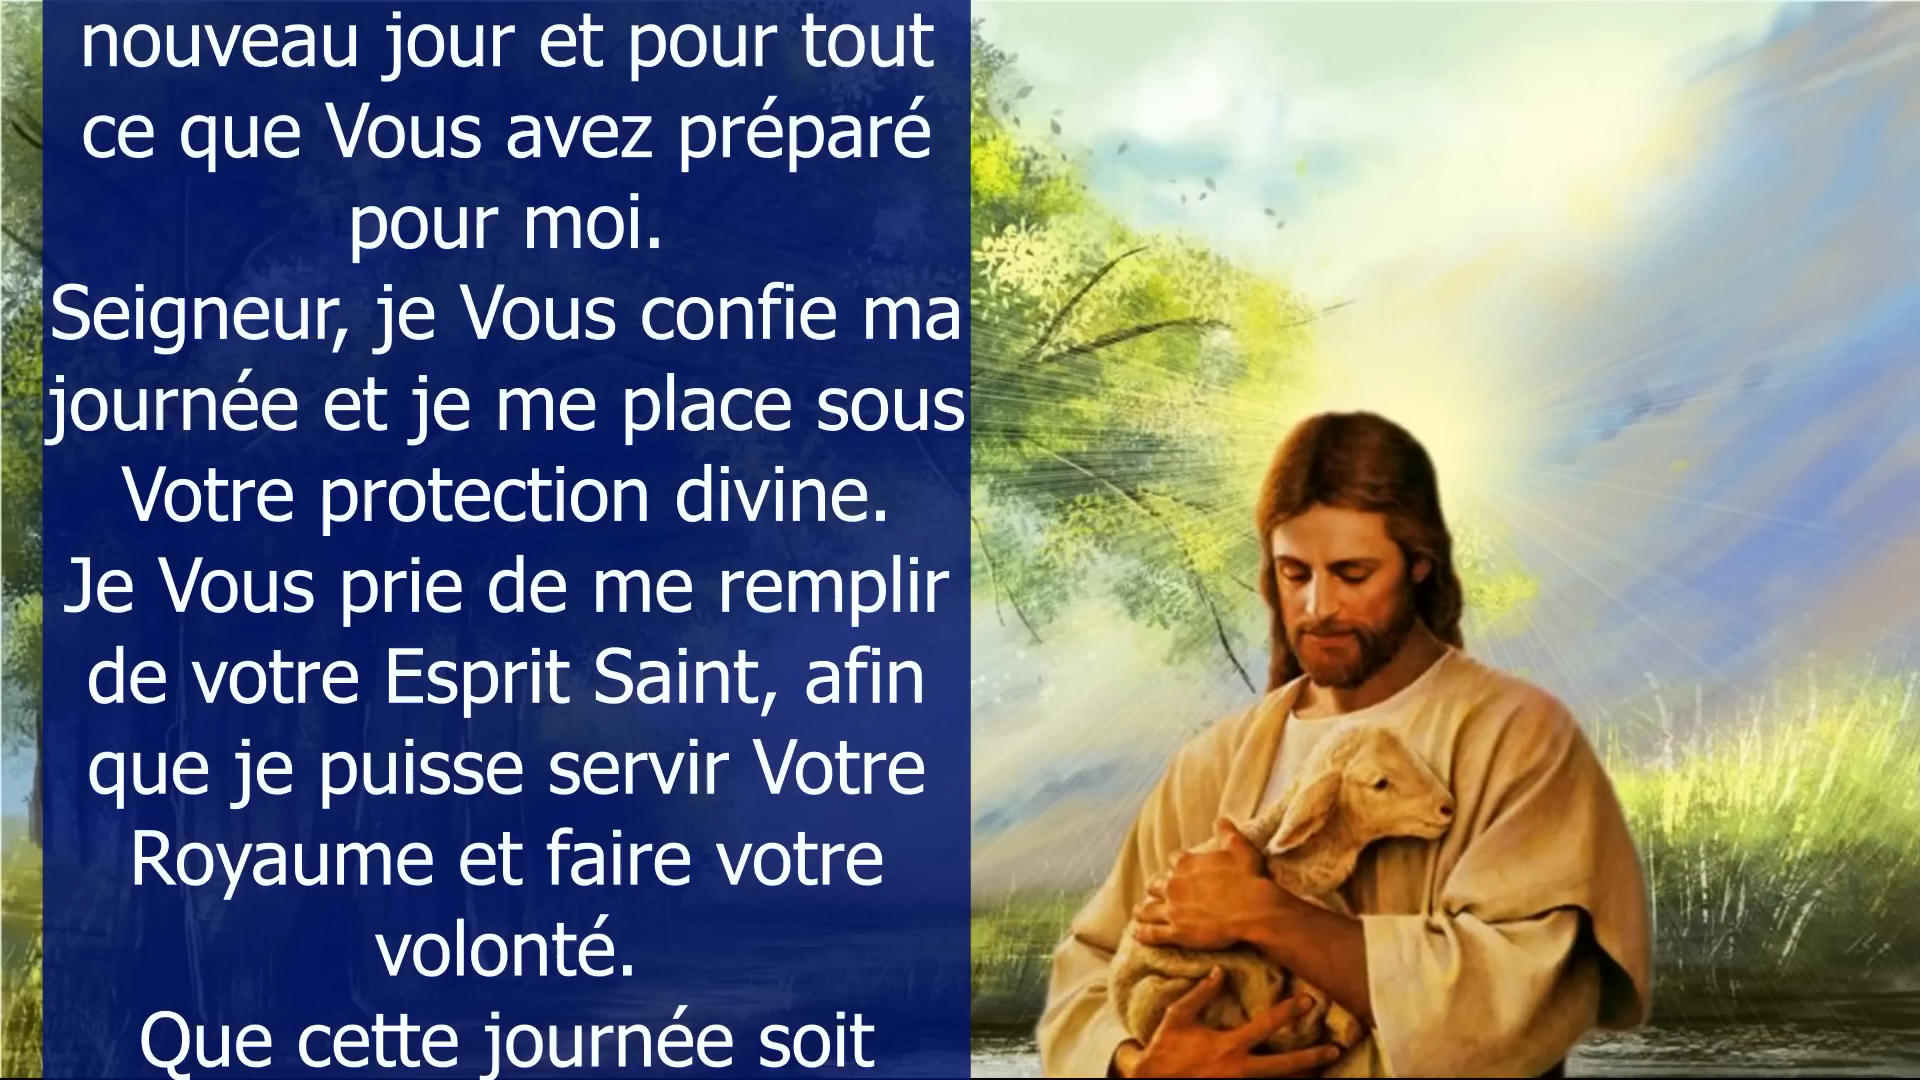 nouveau jour et pour tout
ce que Vous avez préparé
pour moi.
Seigneur, je Vous confie ma
journée et je me place sous
Votre protection divine.
Je Vous prie de me remplir
de votre Esprit Saint, afin
que je puisse servir Votre
Royaume et faire votre
volonté.
Que cette journée soit